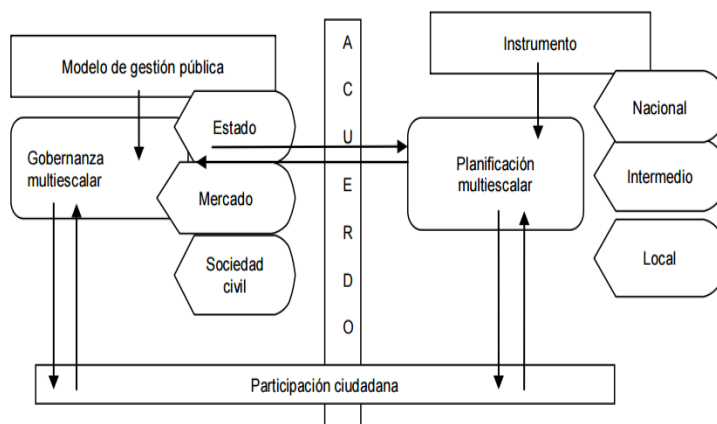 Modelo de gestión pública
Gobernanza
multiescalar
Estado
Mercado
Sociedad
civil
A
C
U
E
R
D
O
Instrumento
Planificación
multiescalar
Nacional
Intermedio
Local
Participación ciudadana